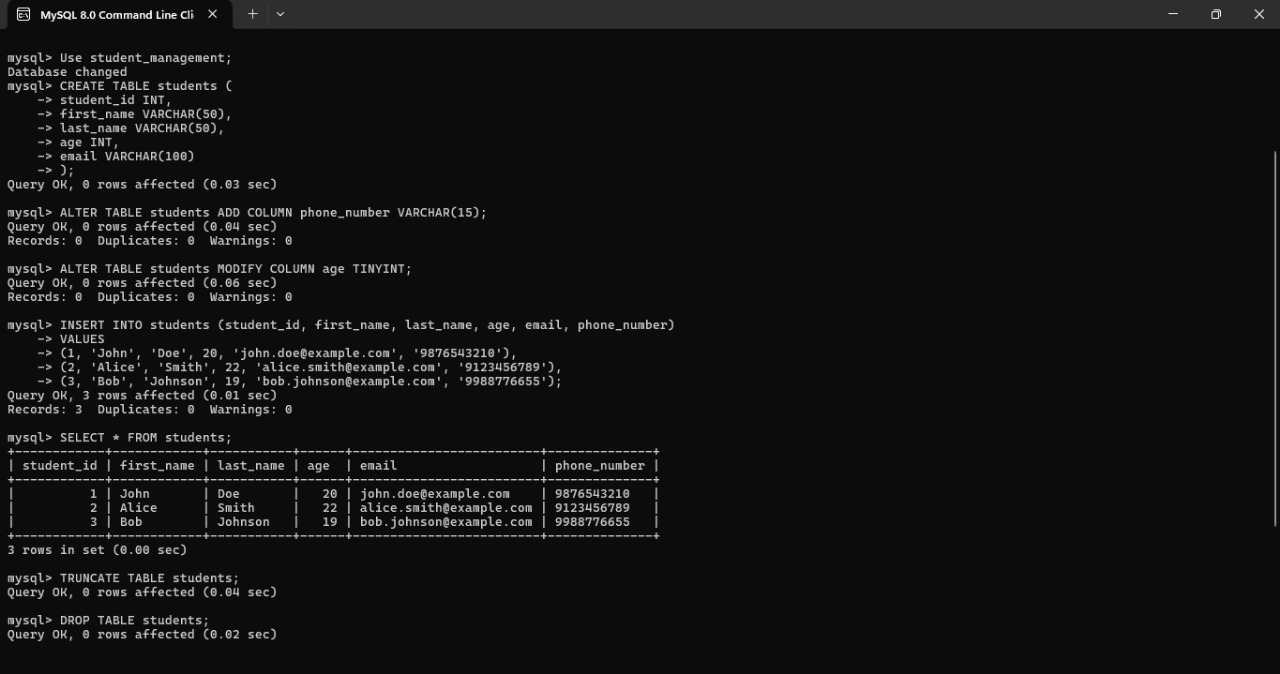 MySQL 8.0 Command Line Cli
mysql> Use student_management;
Database changed
mysql> CREATE TABLE students (
    -> student_id INT,
    -> first_name VARCHAR(50),
    -> last_name VARCHAR(50),
    -> age INT,
    -> email VARCHAR(100)
    -> );
Query OK, 0 rows affected (0.03 sec)
mysql> ALTER TABLE students ADD COLUMN phone_number VARCHAR(15);
Query OK, 0 rows affected (0.04 sec)
Records: 0  Duplicates: 0  Warnings: 0
mysql> ALTER TABLE students MODIFY COLUMN age TINYINT;
Query OK, 0 rows affected (0.06 sec)
Records: 0  Duplicates: 0  Warnings: 0
mysql> INSERT INTO students (student_id, first_name, last_name, age, email, phone_number)
    -> VALUES
    -> (1, 'John', 'Doe', 20, 'john.doe@example.com', '9876543210'),
    -> (2, 'Alice', 'Smith', 22, 'alice.smith@example.com', '9123456789'),
    -> (3, 'Bob', 'Johnson', 19, 'bob.johnson@example.com', '9988776655');
Query OK, 3 rows affected (0.01 sec)
Records: 3  Duplicates: 0  Warnings: 0
mysql> SELECT * FROM students;
+------------+------------+-----------+------+-------------------------+--------------+
| student_id | first_name | last_name | age  | email                   | phone_number |
+------------+------------+-----------+------+-------------------------+--------------+
|          1 | John       | Doe       |   20 | john.doe@example.com    | 9876543210   |
|          2 | Alice      | Smith     |   22 | alice.smith@example.com | 9123456789   |
|          3 | Bob        | Johnson   |   19 | bob.johnson@example.com | 9988776655   |
+------------+------------+-----------+------+-------------------------+--------------+
3 rows in set (0.00 sec)
mysql> TRUNCATE TABLE students;
Query OK, 0 rows affected (0.04 sec)
mysql> DROP TABLE students;
Query OK, 0 rows affected (0.02 sec)